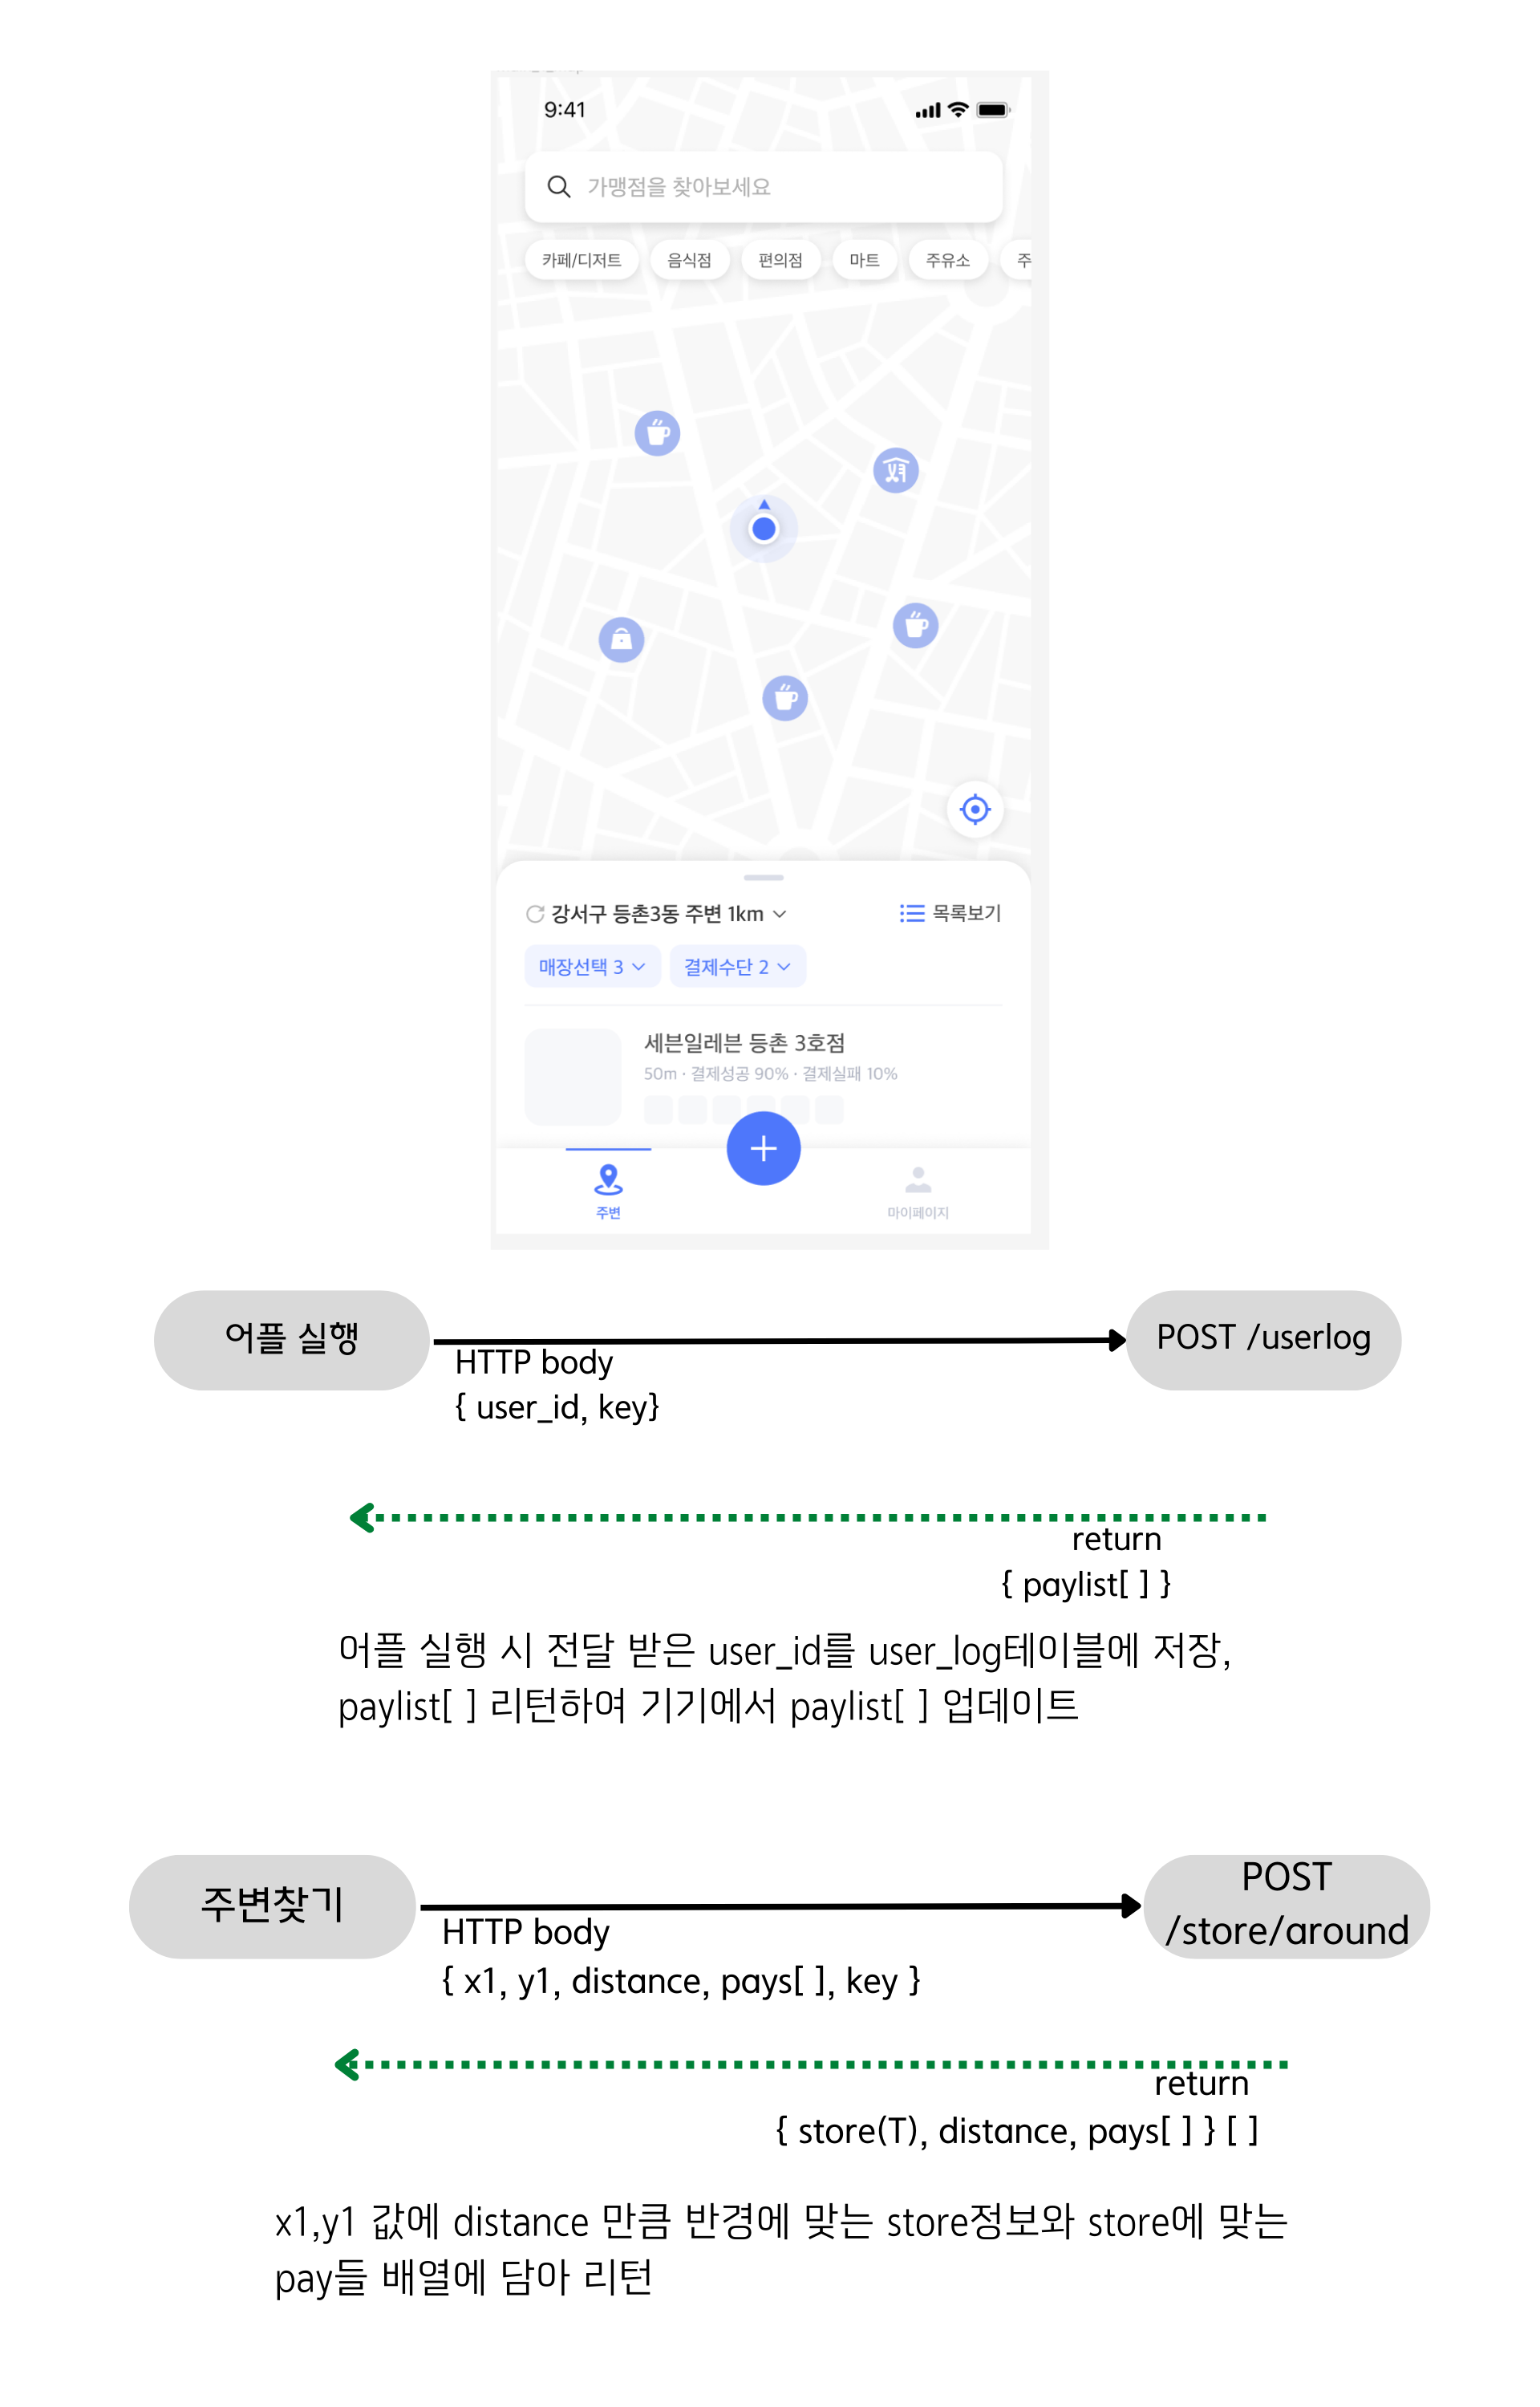 9:41
가맹점을 찾아보세요
카페/디저트 음식점 편의점 마트 주유소 주
강서구 등촌3동 주변 1km 목록보기
매장선택 3 결제수단 2
세븐일레븐 등촌 3호점
50m · 결제성공 90% · 결제실패 10%
주변 마이페이지
어플 실행 POST /userlog
HTTP body
{ user_id, key}
return
{ paylist[ ] }
어플 실행 시 전달 받은 user_id를 user_log테이블에 저장,
paylist[ ] 리턴하여 기기에서 paylist[ ] 업데이트
주변찾기 POST
/store/around
HTTP body
{ x1, y1, distance, pays[ ], key }
return
{ store(T), distance, pays[ ] } [ ]
x1,y1 값에 distance 만큼 반경에 맞는 store정보와 store에 맞는
pay들 배열에 담아 리턴